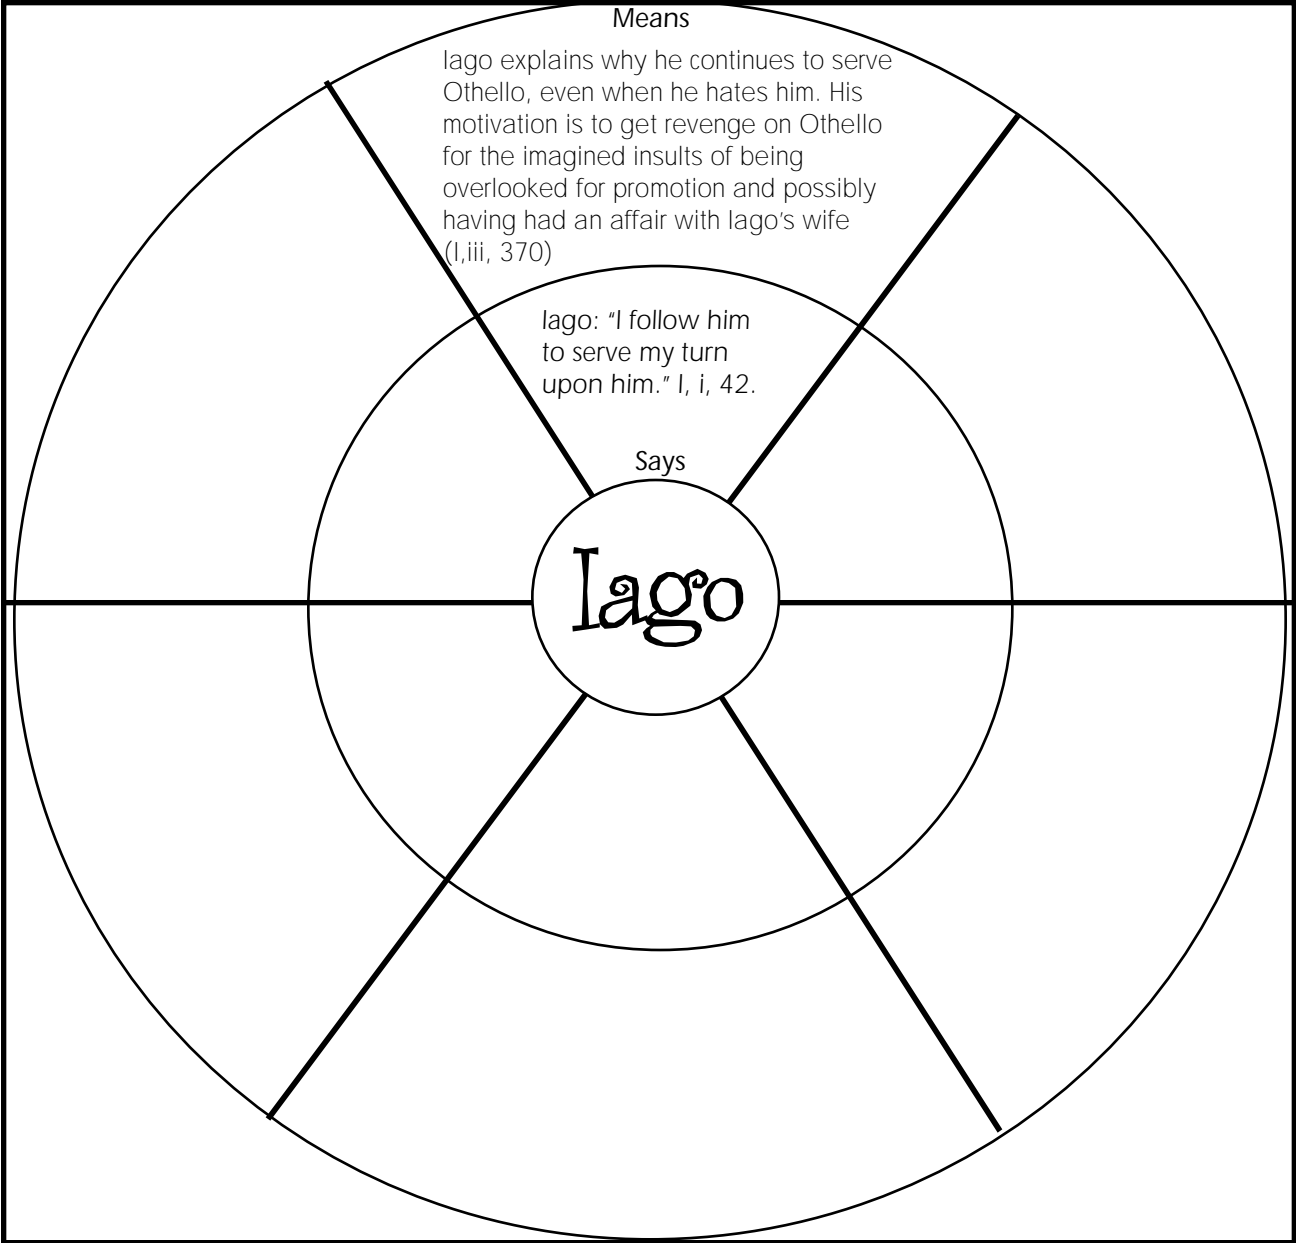 Means
Iago explains why he continues to serve
Othello, even when he hates him. His
motivation is to get revenge on Othello
for the imagined insults of being
overlooked for promotion and possibly
having had an affair with Iago's wife
(I,iii, 370)
Iago: “I follow him
to serve my turn
upon him.” I, i, 42.
Says
Iago